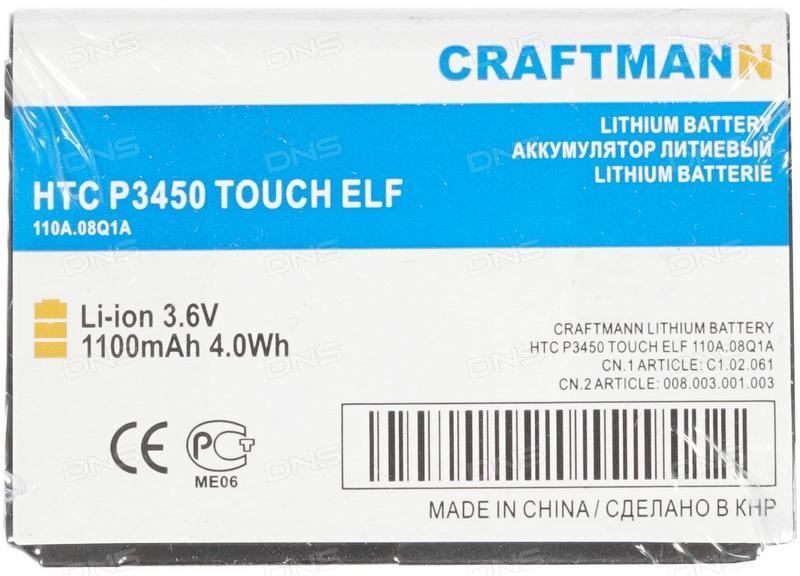 CRAFTMANN
LITHIUM BATTERY
АККУМУЛЯТОР ЛИТИЕВЫЙ
LITHIUM BATTERIE
HTC P3450 TOUCH ELF
110A.08Q1A
Li-ion 3.6V
1100mAh 4.0Wh
CRAFTMANN LITHIUM BATTERY
HTC P3450 TOUCH ELF 110A.08Q1A
CN.1 ARTICLE: C1.02.061
CN.2 ARTICLE: 008.003.001.003
CE РСТ
ME06
MADE IN CHINA / СДЕЛАНО В КНР
DNS